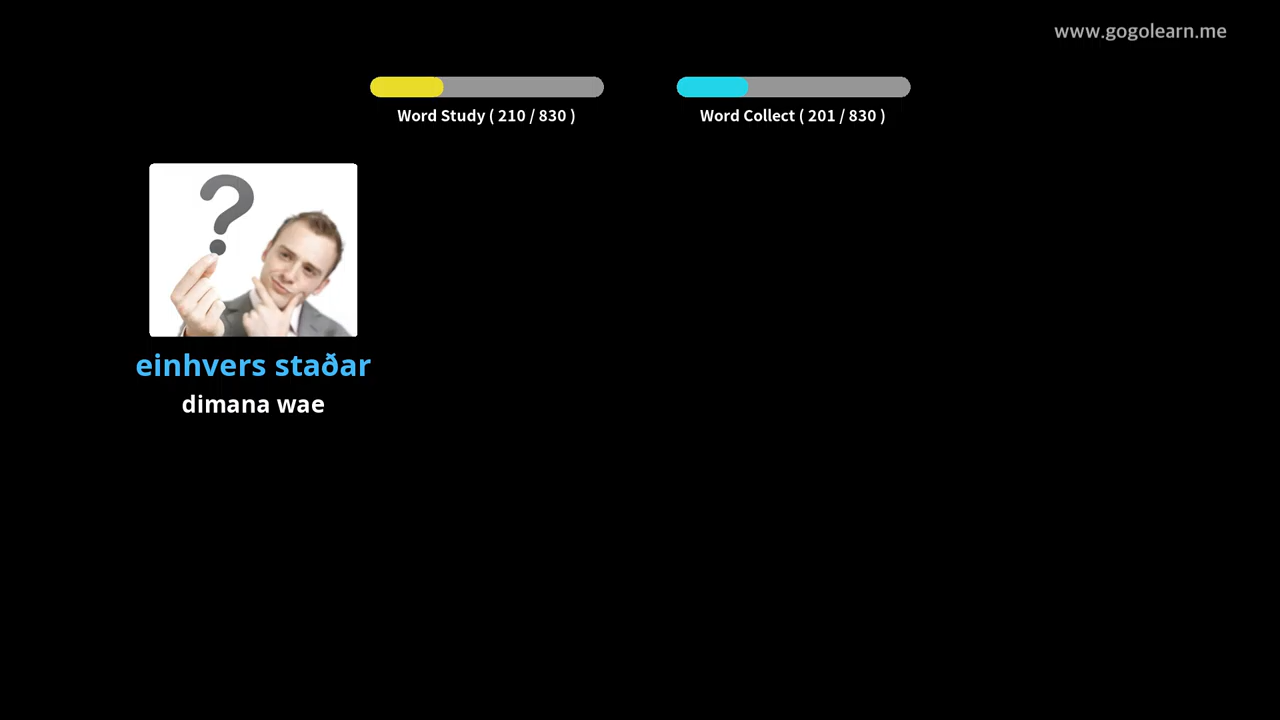 www.gogolearn.me
Word Study ( 210 / 830 )
Word Collect ( 201 / 830 )
?
einhvers staðar
dimana wae